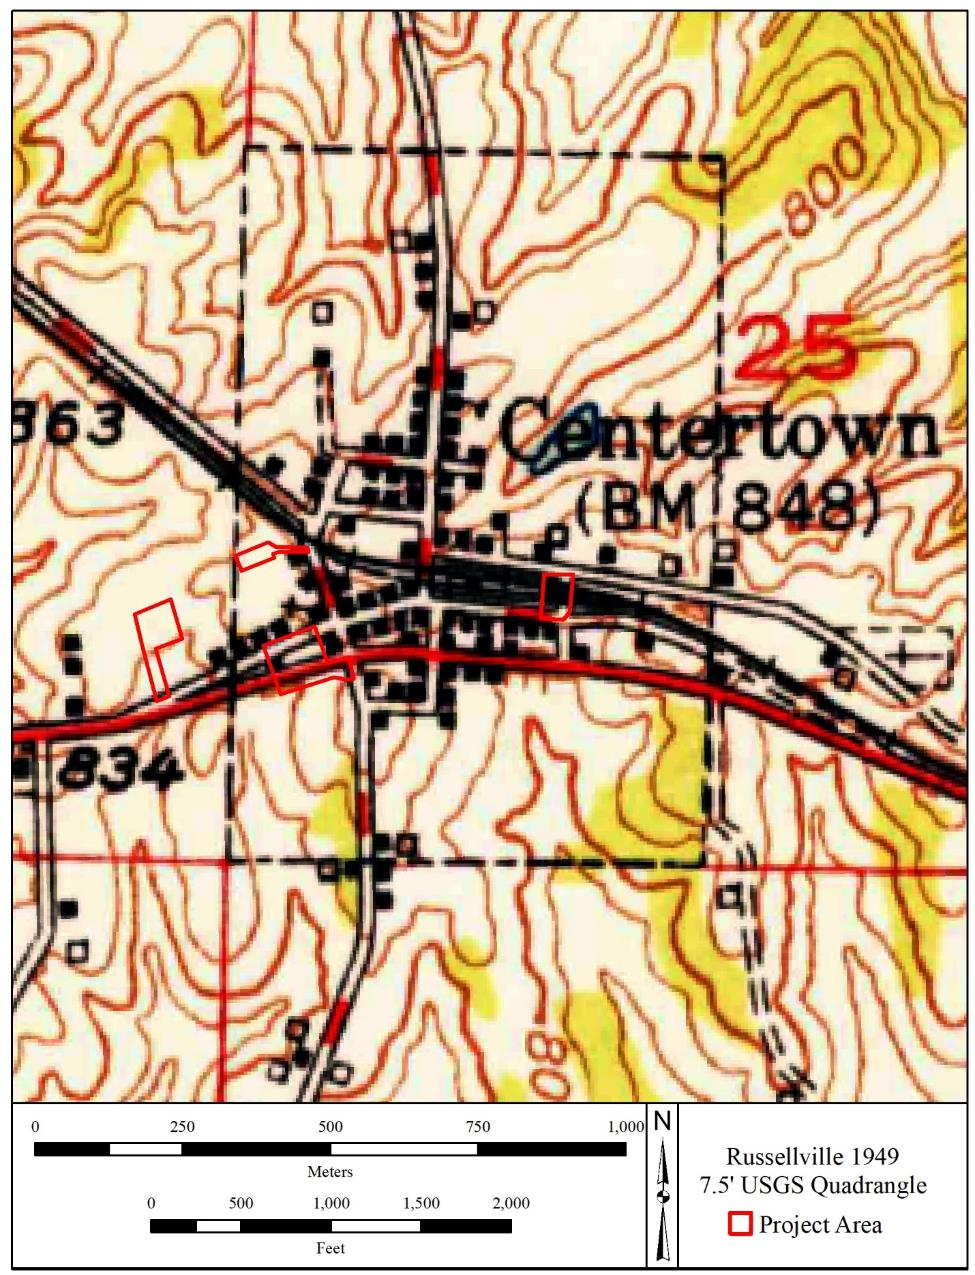 800
25
863
Centertown
(BM 848)
834
80
0 250 500 750 1,000
Meters
0 500 1,000 1,500 2,000
Feet
N
Russellville 1949
7.5' USGS Quadrangle
Project Area